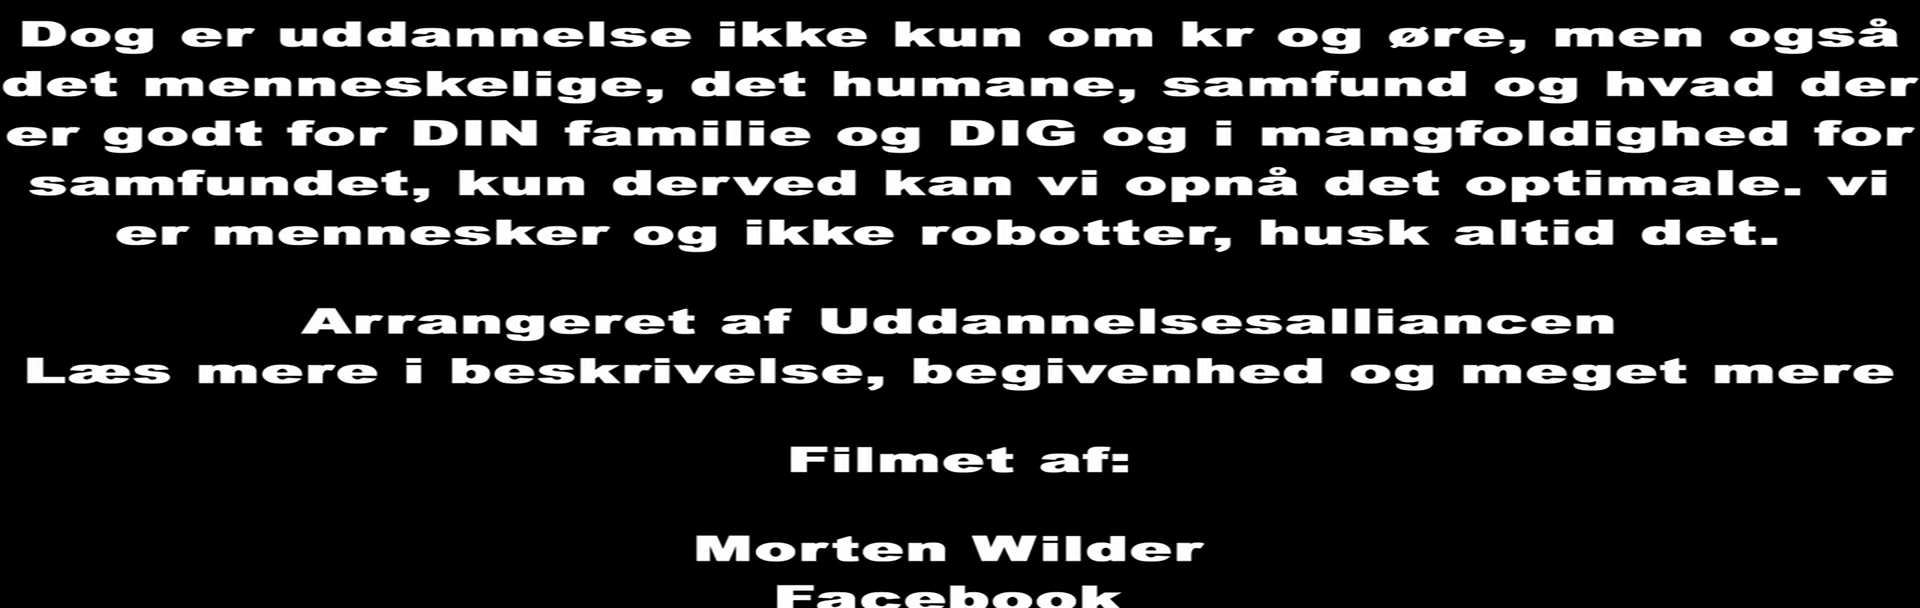 Dog er uddannelse ikke kun om kr og øre, men også
det menneskelige, det humane, samfund og hvad der
er godt for DIN familie og DIG og i mangfoldighed for
samfundet, kun derved kan vi opnå det optimale. vi
er mennesker og ikke robotter, husk altid det.
Arrangeret af Uddannelsesalliancen
Læs mere i beskrivelse, begivenhed og meget mere
Filmet af:
Morten Wilder
Facebook